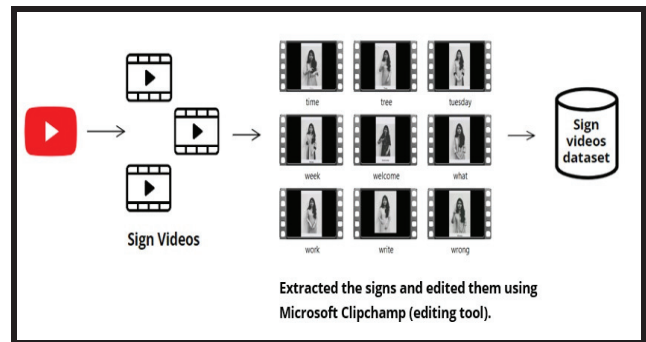 time tree tuesday
Sign
videos
dataset
week welcome what
Sign Videos
work write wrong
Extracted the signs and edited them using
Microsoft Clipchamp (editing tool).